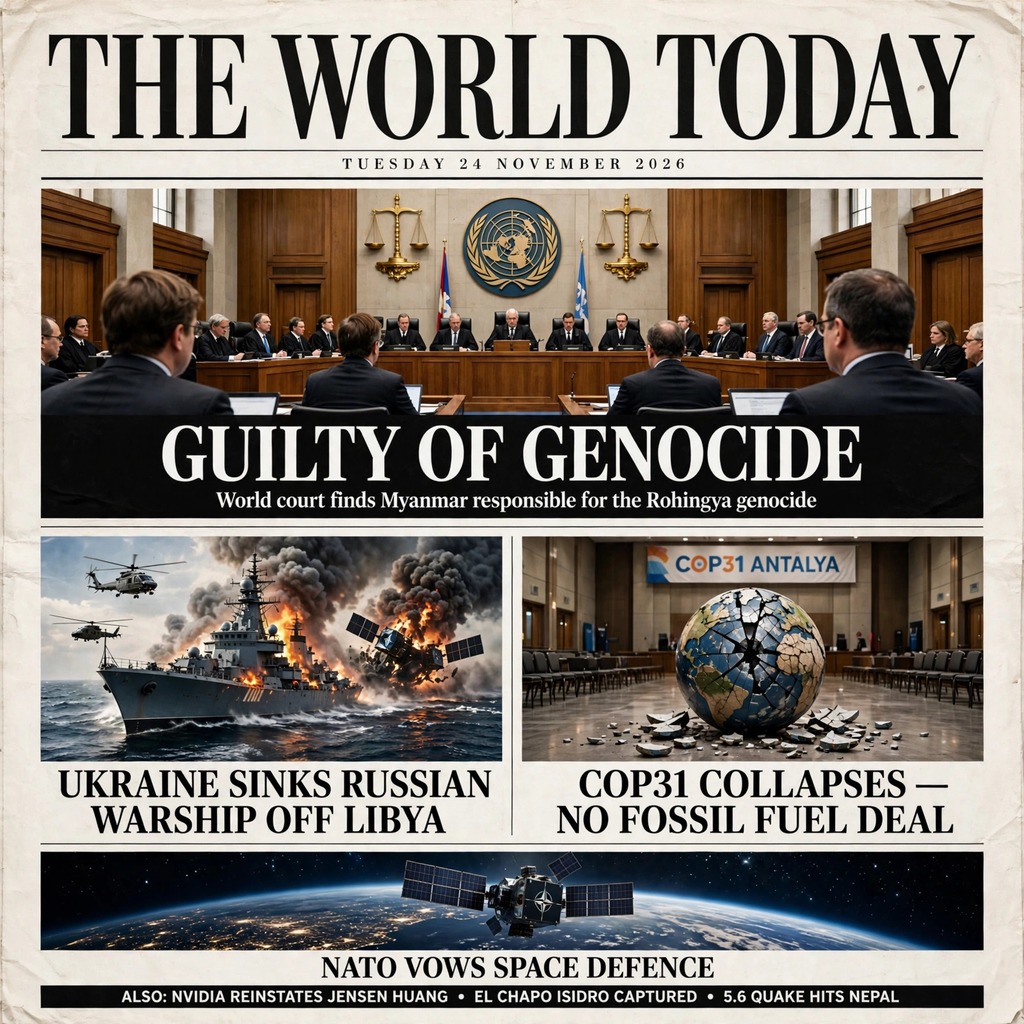 THE WORLD TODAY
TUESDAY 24 NOVEMBER 2026
GUILTY OF GENOCIDE
World court finds Myanmar responsible for the Rohingya genocide
COP31 ANTALYA
UKRAINE SINKS RUSSIAN
WARSHIP OFF LIBYA
COP31 COLLAPSES —
NO FOSSIL FUEL DEAL
NATO VOWS SPACE DEFENCE
ALSO: NVIDIA REINSTATES JENSEN HUANG • EL CHAPO ISIDRO CAPTURED • 5.6 QUAKE HITS NEPAL